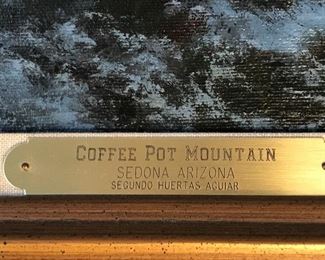 COFFEE POT MOUNTAIN
SEDONA ARIZONA
SEGUNDO HUERTAS AGUIAR